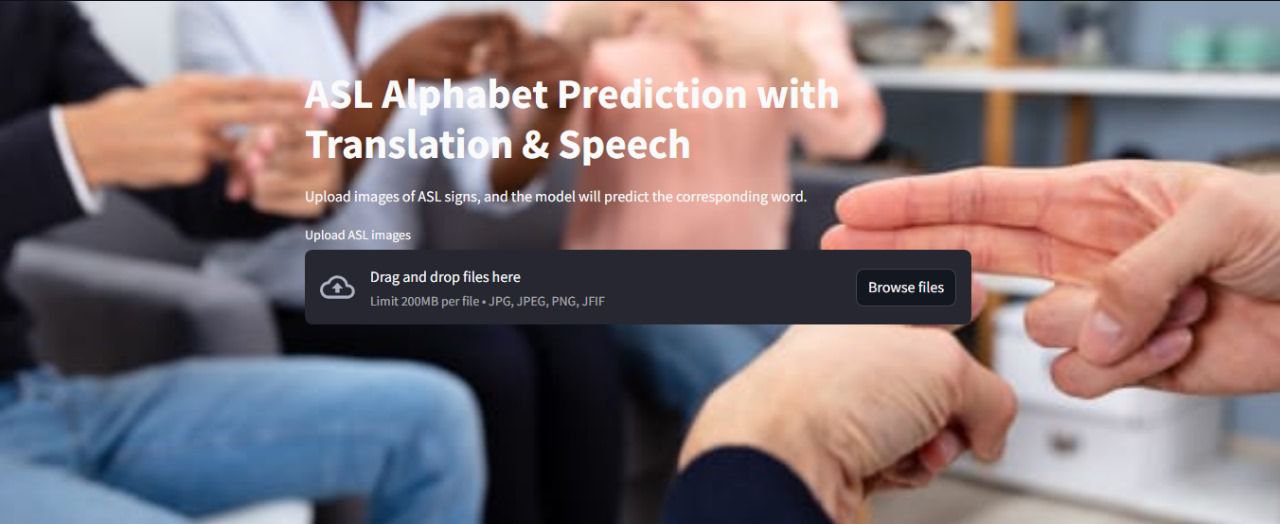 ASL Alphabet Prediction with
Translation & Speech
Upload images of ASL signs, and the model will predict the corresponding word.
Upload ASL images
Drag and drop files here
Limit 200MB per file • JPG, JPEG, PNG, JFIF
Browse files